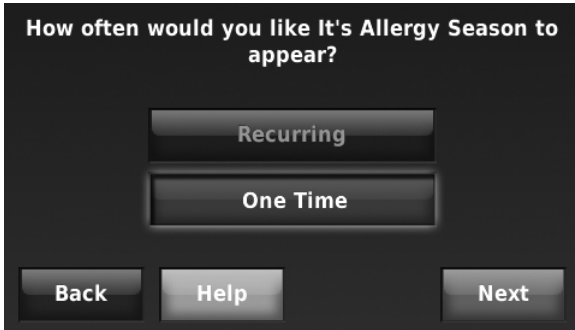 How often would you like It's Allergy Season to
appear?
Recurring
One Time
Back
Help
Next